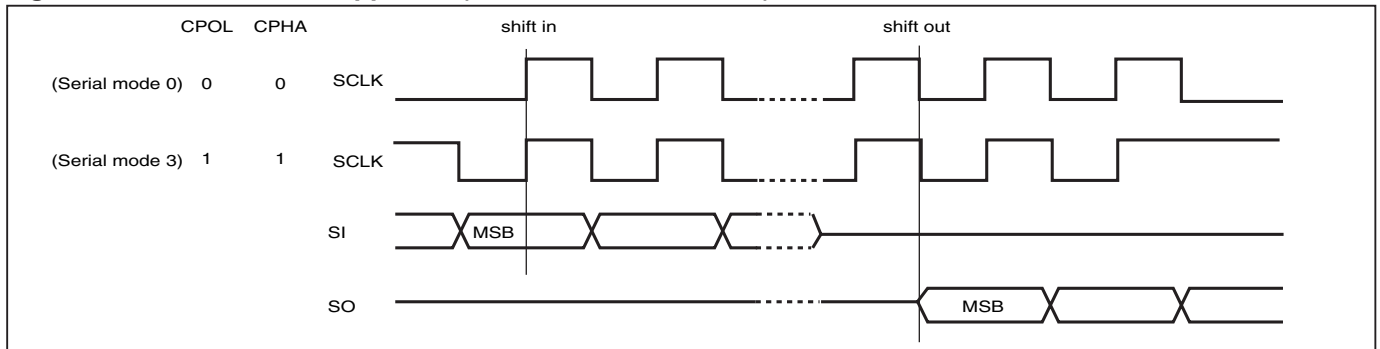 CPOL CPHA shift in shift out
(Serial mode 0) 0 0 SCLK
(Serial mode 3) 1 1 SCLK
SI MSB
SO MSB